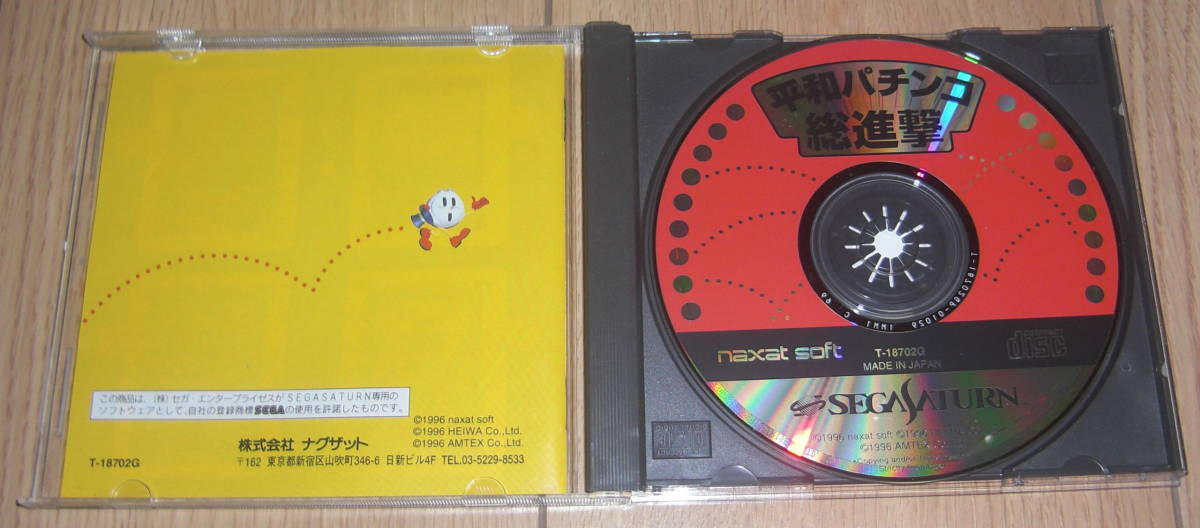 この商品は、(株)セガ・エンタープライゼスがSEGASATURN専用の
ソフトウェアとして、自社の登録商標SEGAの使用を許諾したものです。
©1996 naxat soft
©1996 HEIWA Co.,Ltd.
©1996 AMTEX Co.,Ltd.
株式会社 ナグザット
T-18702G
〒162 東京都新宿区山吹町346-6 日新ビル4F TEL.03-5229-8533
平和パチンコ
総進撃
naxat soft
T-18702G
MADE IN JAPAN
disc
SEGASATURN
©1996 naxat soft ©1996
©1996 AMTEX